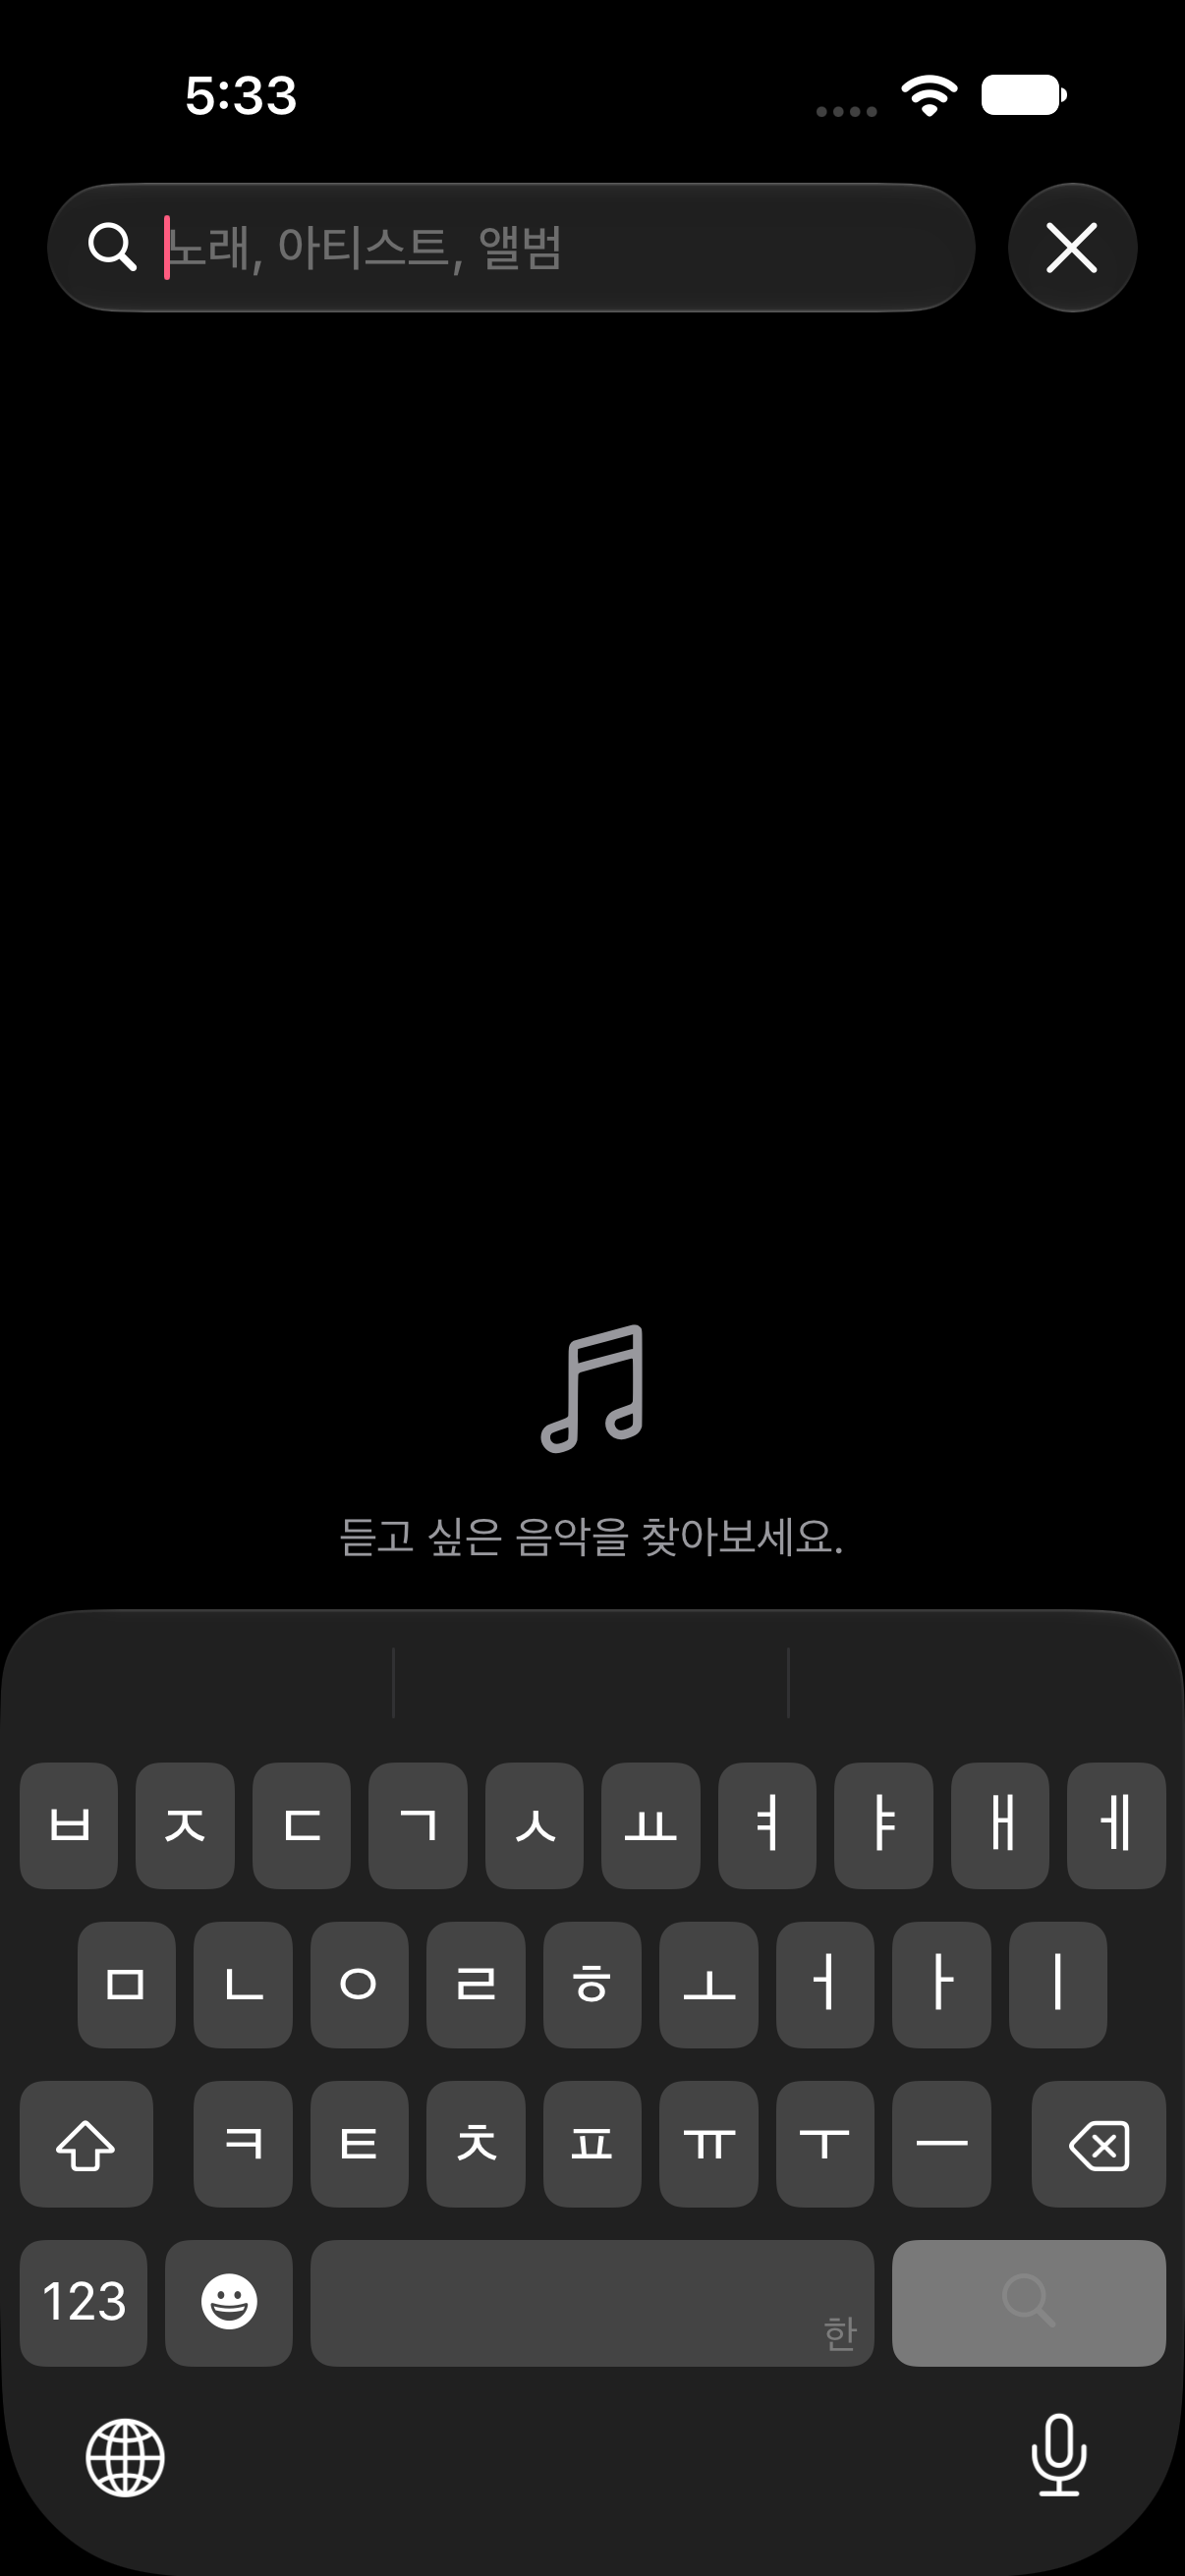 5:33
노래, 아티스트, 앨범
듣고 싶은 음악을 찾아보세요.
ㅂ ㅈ ㄷ ㄱ ㅅ ㅛ ㅕ ㅑ ㅐ ㅔ
ㅁ ㄴ ㅇ ㄹ ㅎ ㅗ ㅓ ㅏ ㅣ
ㅋ ㅌ ㅊ ㅍ ㅠ ㅜ ㅡ
123 한